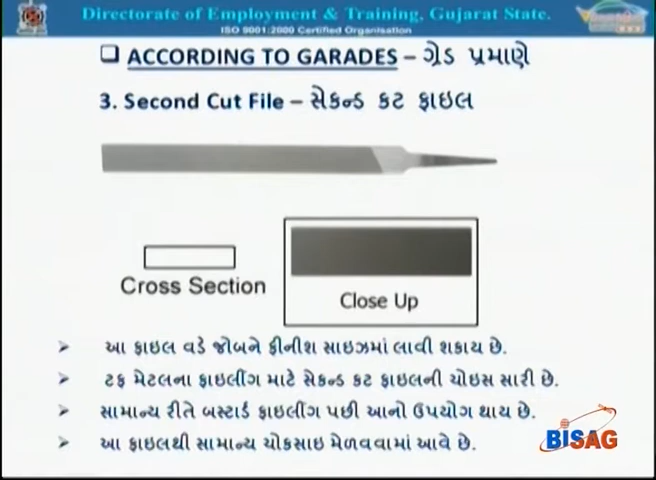 Directorate of Employment & Training, Gujarat State.
ISO 9001:2000 Certified Organisation
ACCORDING TO GARADES – ગ્રેડ પ્રમાણે
3. Second Cut File – સેકન્ડ કટ ફાઇલ
Cross Section
Close Up
આ ફાઇલ વડે જોબને ફીનીશ સાઇઝમાં લાવી શકાય છે.
ટફ મેટલના ફાઇલીંગ માટે સેકન્ડ કટ ફાઇલની ચોઇસ સારી છે.
સામાન્ય રીતે બસ્ટાર્ડ ફાઇલીંગ પછી આનો ઉપયોગ થાય છે.
આ ફાઇલથી સામાન્ય ચોકસાઇ મેળવવામાં આવે છે.
BISAG